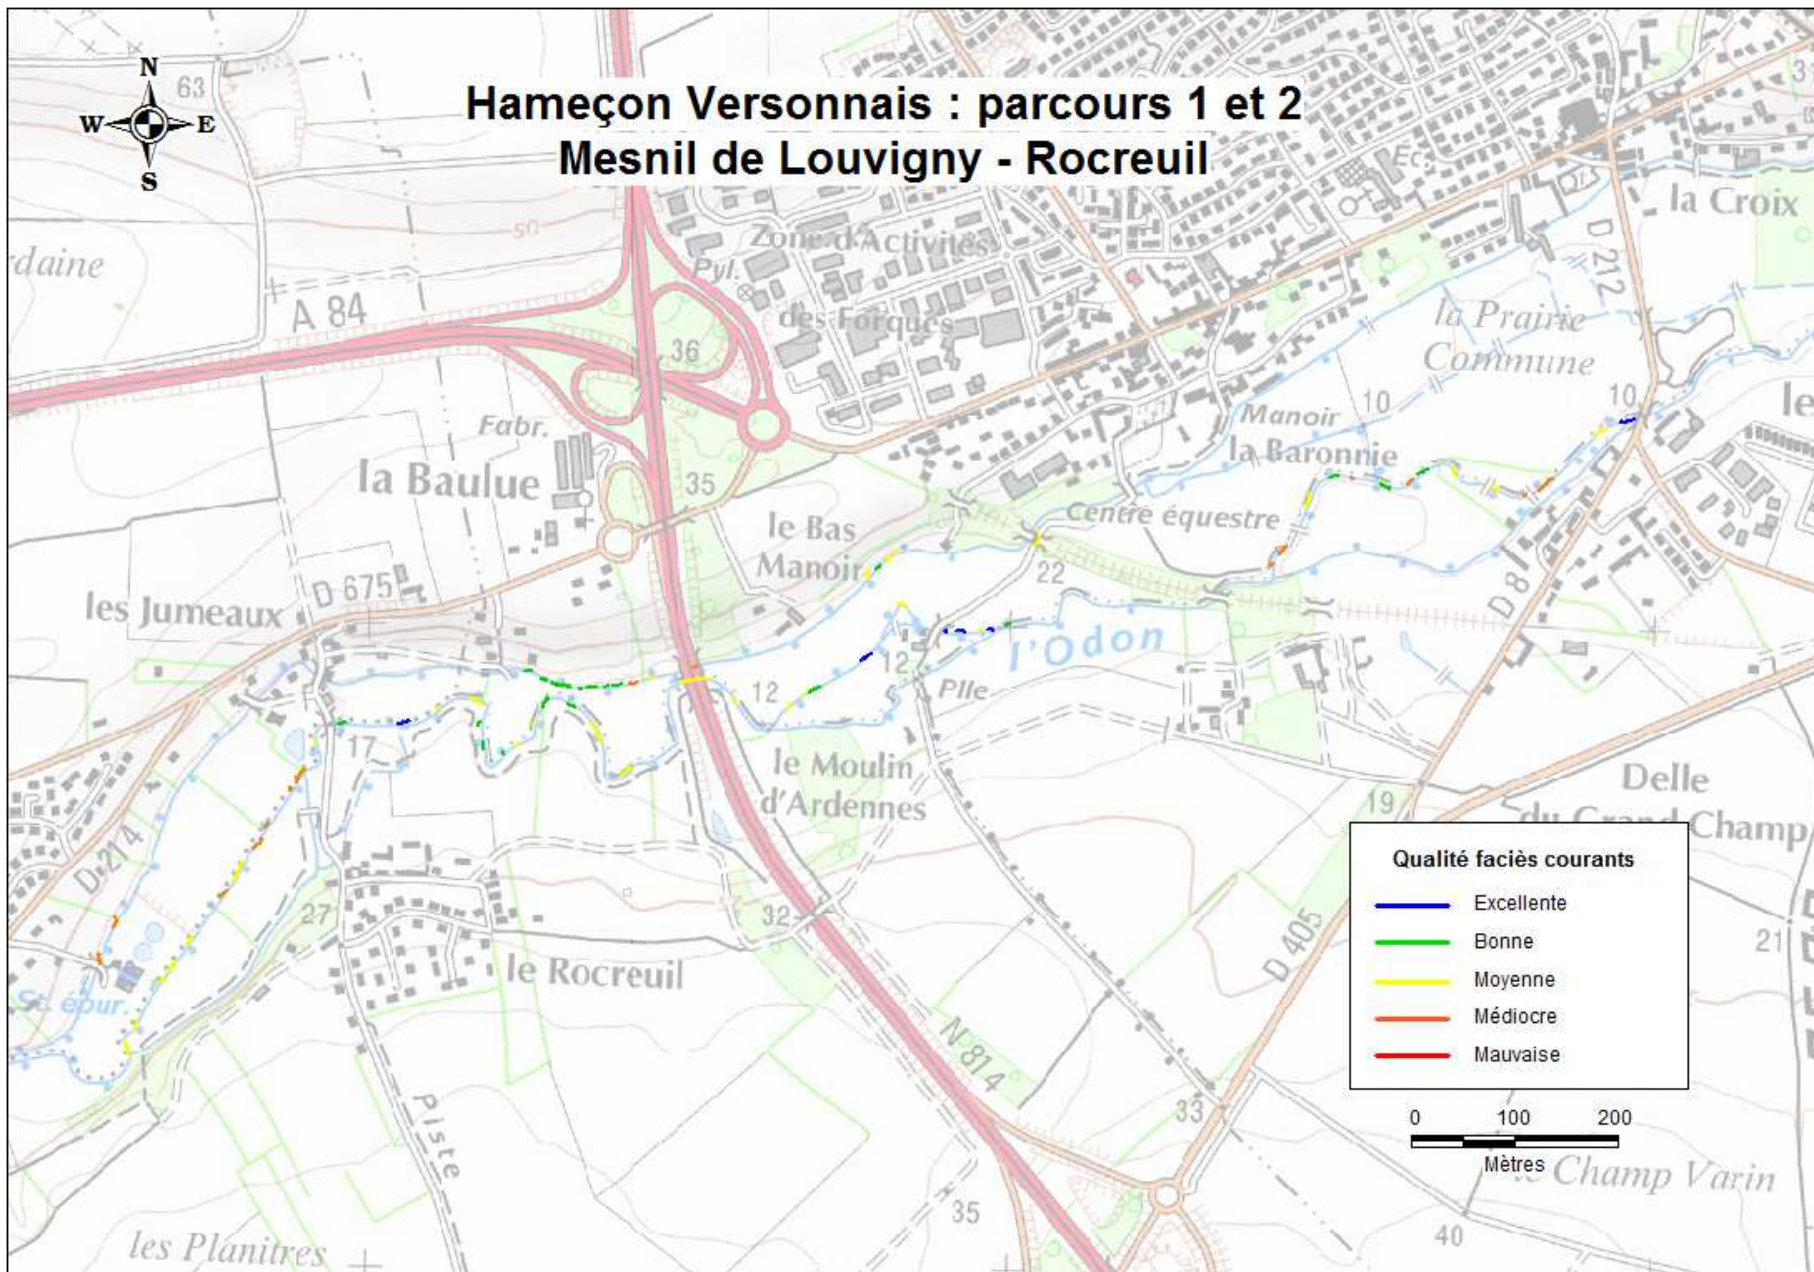 Hameçon Versonnais : parcours 1 et 2
Mesnil de Louvigny - Rocreuil
N
W
E
S
63
50
A 84
Zone d'Activités
Pyl.
des Forques
Éc.
la Croix
D 212
la Prairie
Commune
36
Fabr.
la Baulue
35
10
10
Manoir
la Baronnie
le Bas
Manoir
Centre équestre
22
les Jumeaux
D 675
l'Odon
D 8
12
12
Plle
17
le Moulin
d'Ardennes
D 214
19
Delle
du Grand Champ
27
32
le Rocreuil
St. épur.
D 405
21
N 814
33
Piste
35
40
les Planitres
Champ Varin
Qualité faciès courants
Excellente
Bonne
Moyenne
Médiocre
Mauvaise
0 100 200
Mètres